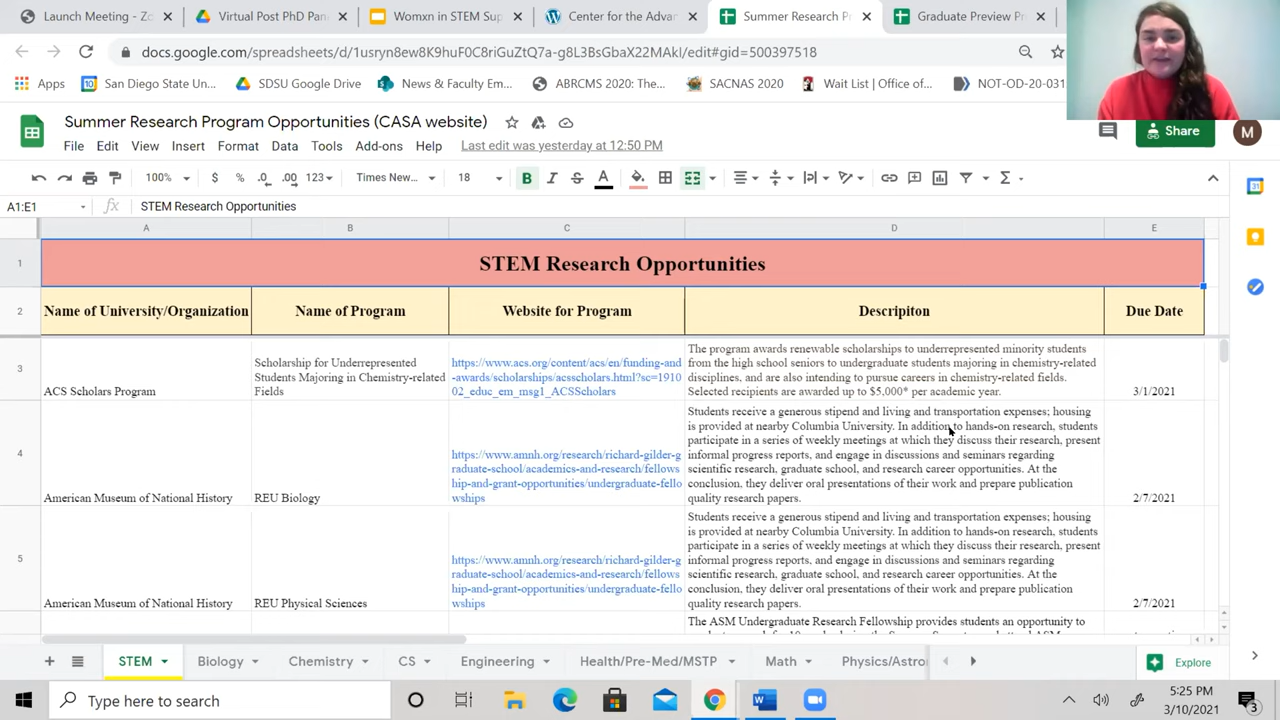 Launch Meeting - Zo
Virtual Post PhD Pan
Womxn in STEM Sup
Center for the Advan
Summer Research Pr
Graduate Preview Pr
docs.google.com/spreadsheets/d/1usryn8ew8K9huF0C8riGuZtQ7a-g8L3BsGbaX22MAkI/edit#gid=500397518
Apps
San Diego State Un...
SDSU Google Drive
News & Faculty Em...
ABRCMS 2020: The...
SACNAS 2020
Wait List | Office of...
NOT-OD-20-031
Summer Research Program Opportunities (CASA website)
Share
M
File Edit View Insert Format Data Tools Add-ons Help Last edit was yesterday at 12:50 PM
100% $ % .0 .00 123 Times New... 18 B I S A
A1:E1 fx STEM Research Opportunities
A B C D E
1 STEM Research Opportunities
2 Name of University/Organization Name of Program Website for Program Descripiton Due Date
3
ACS Scholars Program
Scholarship for Underrepresented
Students Majoring in Chemistry-related
Fields
https://www.acs.org/content/acs/en/funding-and
-awards/scholarships/acsscholars.html?sc=1910
02_educ_em_msg1_ACSScholars
The program awards renewable scholarships to underrepresented minority students
from the high school seniors to undergraduate students majoring in chemistry-related
disciplines, and are also intending to pursue careers in chemistry-related fields.
Selected recipients are awarded up to $5,000* per academic year.
3/1/2021
4
American Museum of National History
REU Biology
https://www.amnh.org/research/richard-gilder-g
raduate-school/academics-and-research/fellows
hip-and-grant-opportunities/undergraduate-fello
wships
Students receive a generous stipend and living and transportation expenses; housing
is provided at nearby Columbia University. In addition to hands-on research, students
participate in a series of weekly meetings at which they discuss their research, present
informal progress reports, and engage in discussions and seminars regarding
scientific research, graduate school, and research career opportunities. At the
conclusion, they deliver oral presentations of their work and prepare publication
quality research papers.
2/7/2021
5
American Museum of National History
REU Physical Sciences
https://www.amnh.org/research/richard-gilder-g
raduate-school/academics-and-research/fellows
hip-and-grant-opportunities/undergraduate-fello
wships
Students receive a generous stipend and living and transportation expenses; housing
is provided at nearby Columbia University. In addition to hands-on research, students
participate in a series of weekly meetings at which they discuss their research, present
informal progress reports, and engage in discussions and seminars regarding
scientific research, graduate school, and research career opportunities. At the
conclusion, they deliver oral presentations of their work and prepare publication
quality research papers.
2/7/2021
The ASM Undergraduate Research Fellowship provides students an opportunity to
STEM Biology Chemistry CS Engineering Health/Pre-Med/MSTP Math Physics/Astro Explore
Type here to search
5:25 PM
3/10/2021
3